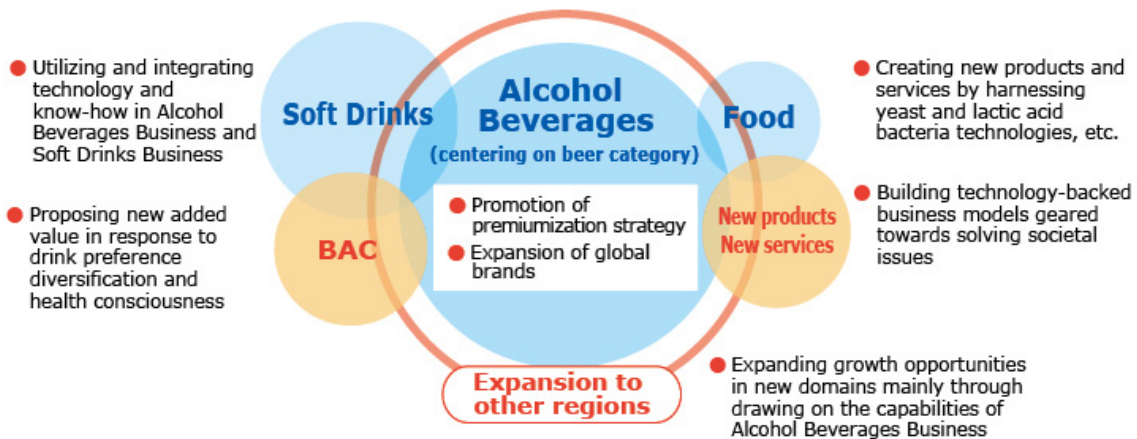 Utilizing and integrating
technology and
know-how in Alcohol
Beverages Business and
Soft Drinks Business
Proposing new added
value in response to
drink preference
diversification and
health consciousness
Soft Drinks
BAC
Alcohol
Beverages
(centering on beer category)
Promotion of
premiumization strategy
Expansion of global
brands
Expansion to
other regions
Food
New products
New services
Creating new products and
services by harnessing
yeast and lactic acid
bacteria technologies, etc.
Building technology-backed
business models geared
towards solving societal
issues
Expanding growth opportunities
in new domains mainly through
drawing on the capabilities of
Alcohol Beverages Business